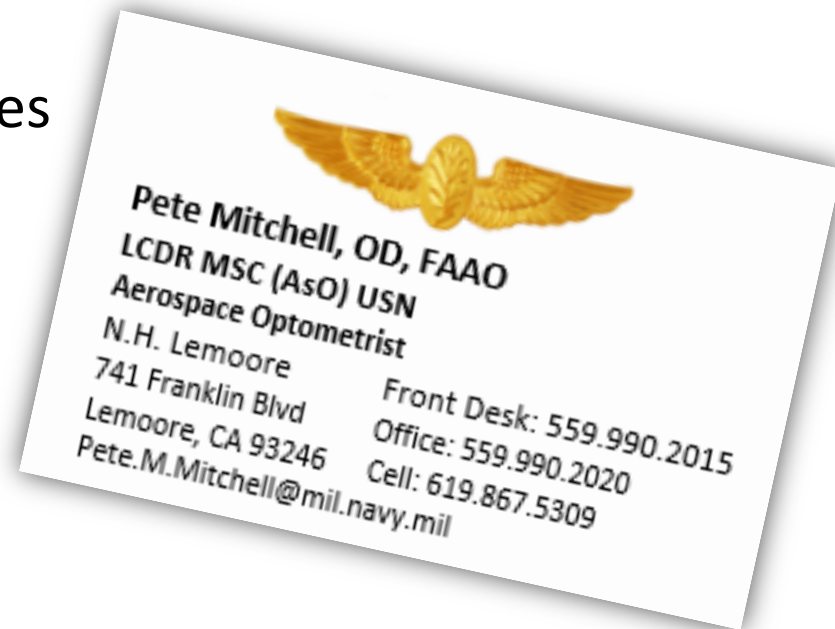 es
Pete Mitchell, OD, FAAO
LCDR MSC (AsO) USN
Aerospace Optometrist
N.H. Lemoore
741 Franklin Blvd
Lemoore, CA 93246
Pete.M.Mitchell@mil.navy.mil
Front Desk: 559.990.2015
Office: 559.990.2020
Cell: 619.867.5309